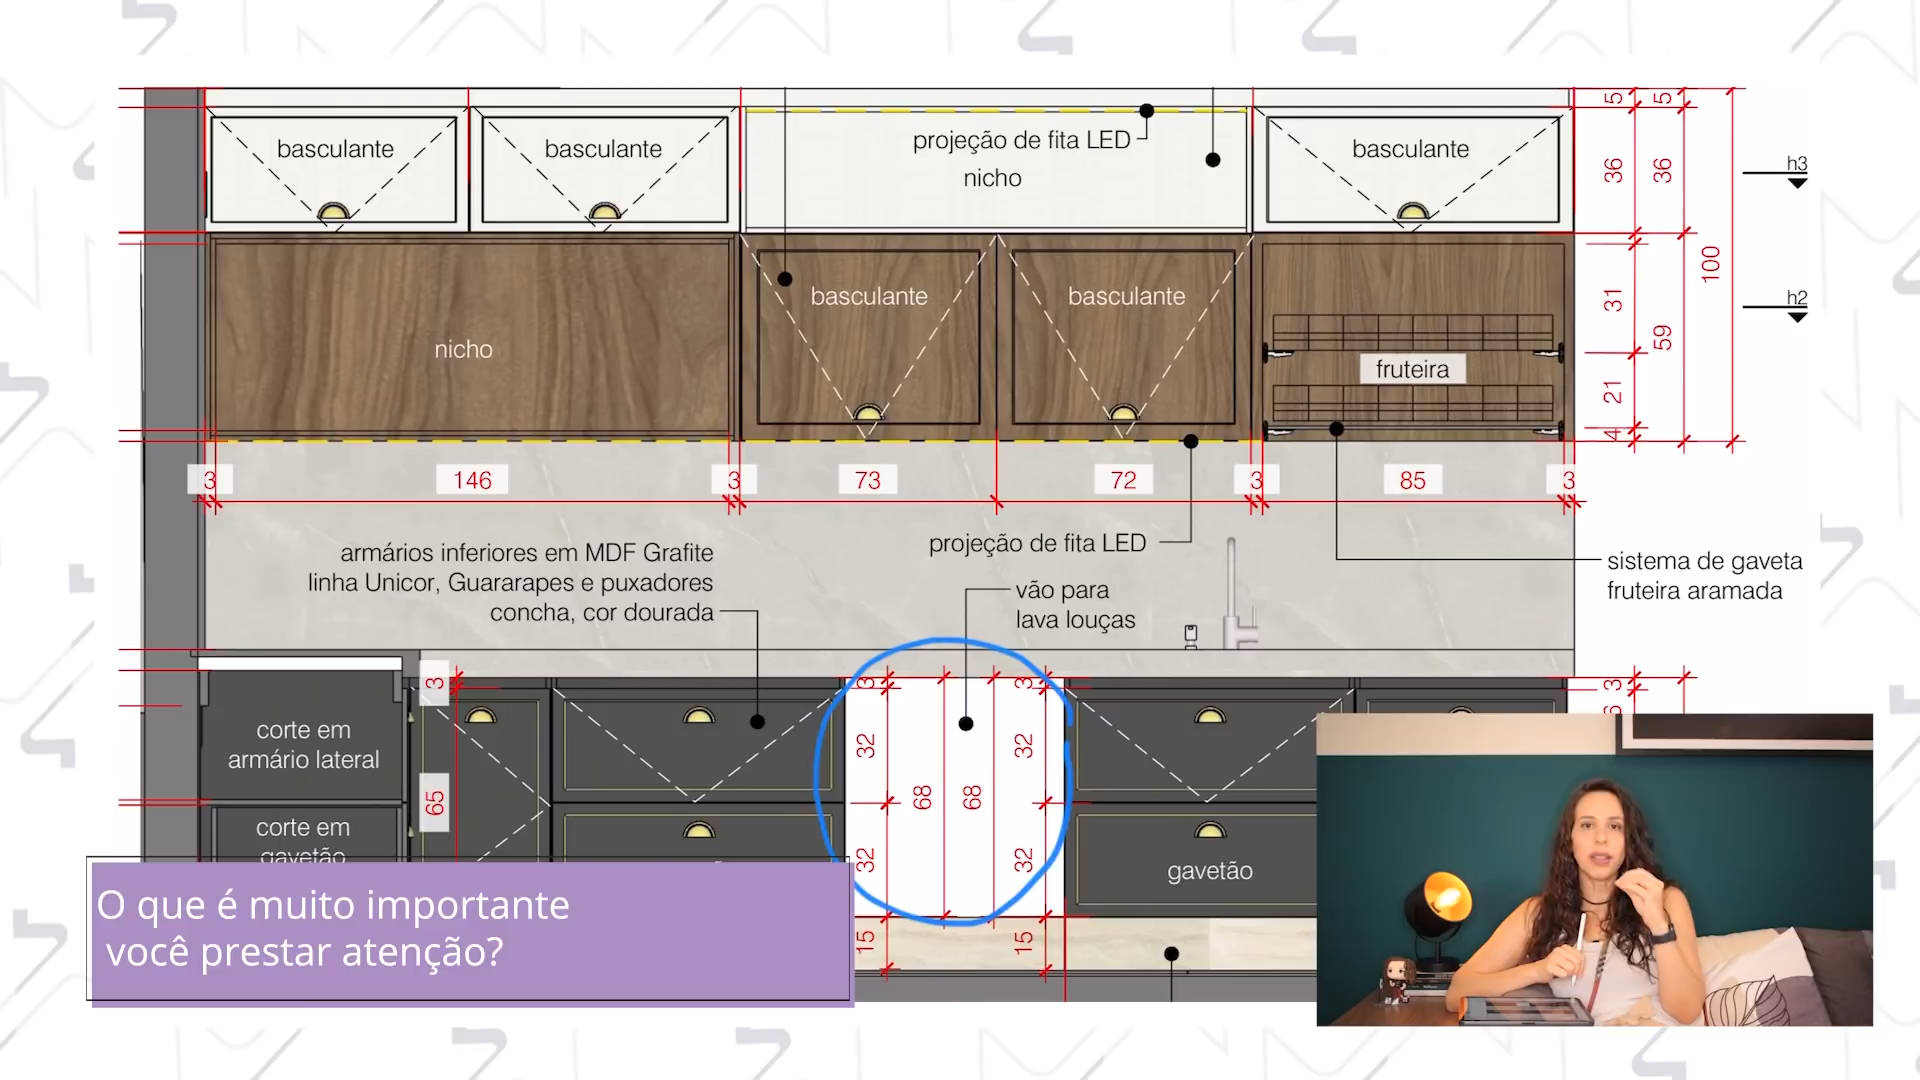 5 5
basculante basculante projeção de fita LED basculante
nicho
36 36
h3
100
h2
basculante basculante
31
59
nicho
fruteira
21
4
3 146 3 73 72 3 85 3
armários inferiores em MDF Grafite
linha Unicor, Guararapes e puxadores
concha, cor dourada
projeção de fita LED
vão para
lava louças
sistema de gaveta
fruteira aramada
3 3 3 3
corte em
armário lateral
32 32
65 68 68
corte em
gavetão
32 32
gavetão
15 15
O que é muito importante
você prestar atenção?